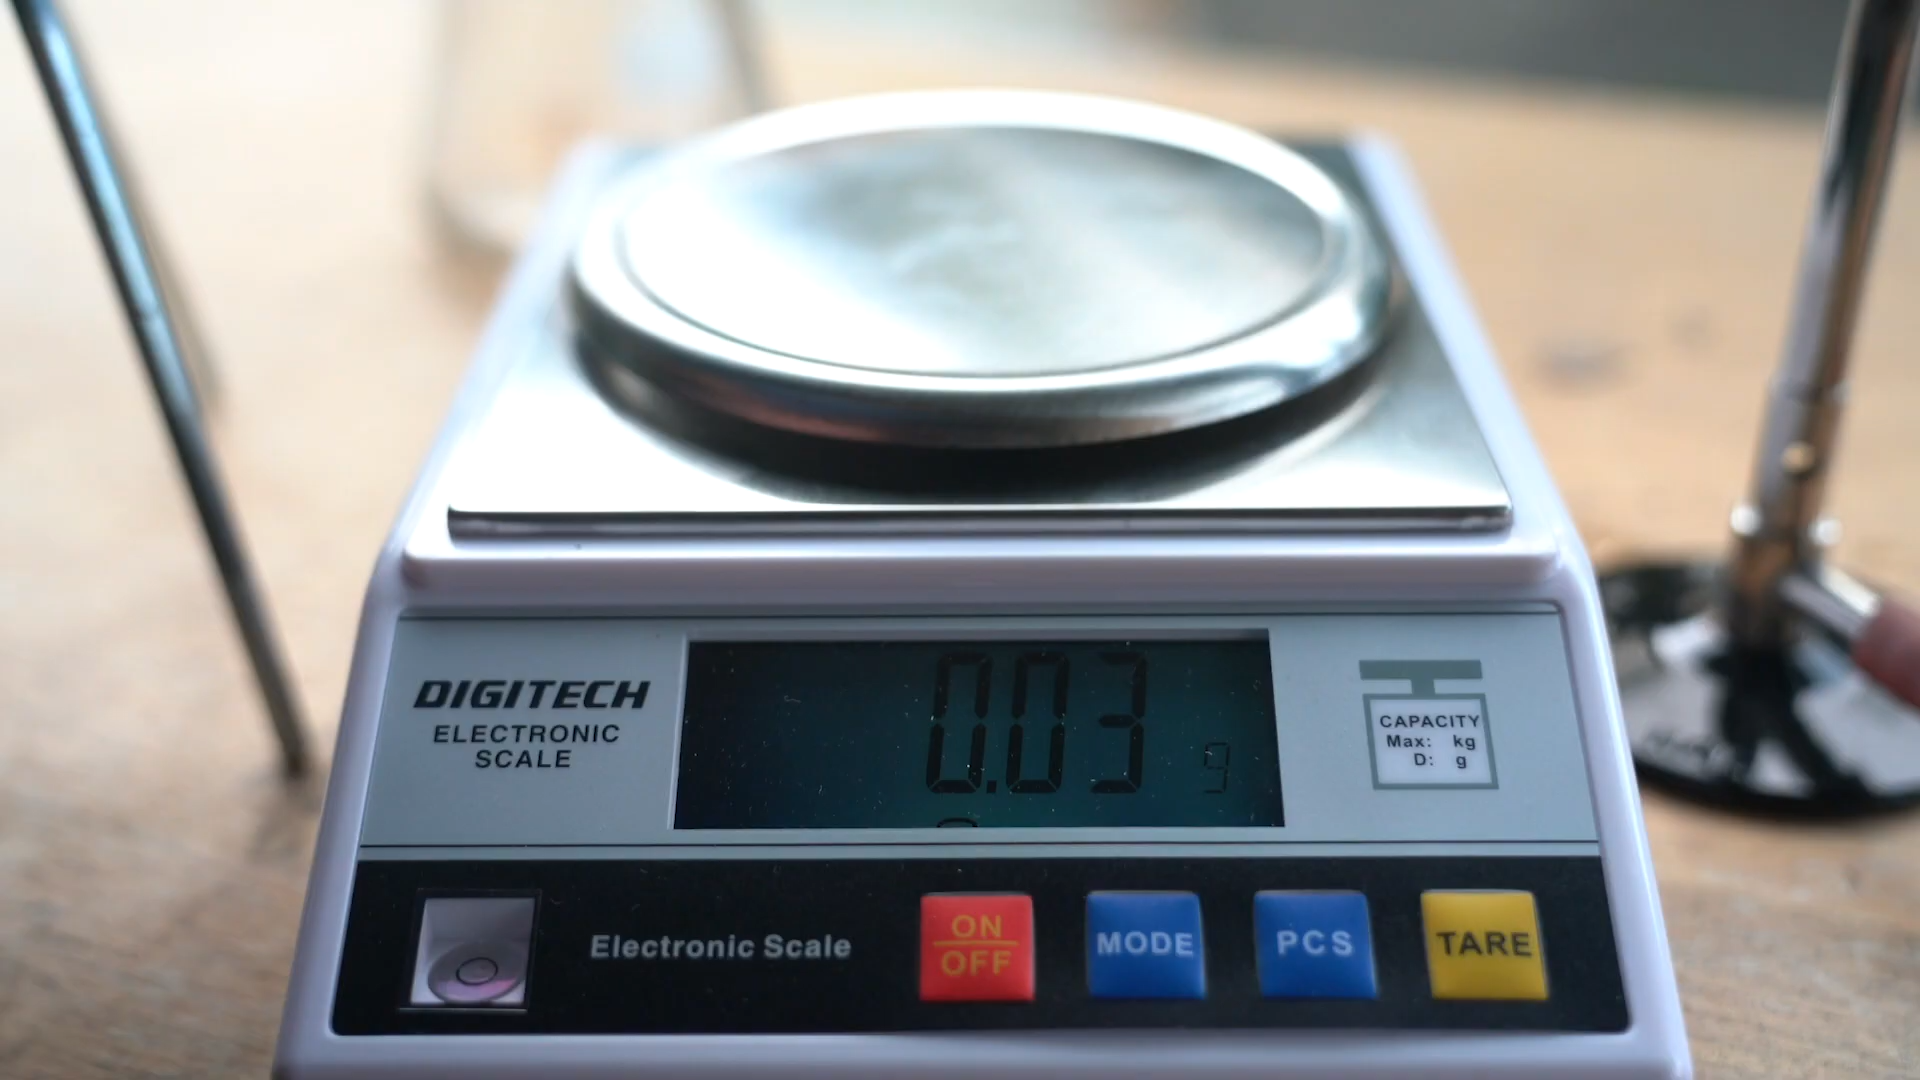 DIGITECH
ELECTRONIC
SCALE
0.03 g
CAPACITY
Max: kg
D: g
Electronic Scale
ON
OFF
MODE
PCS
TARE